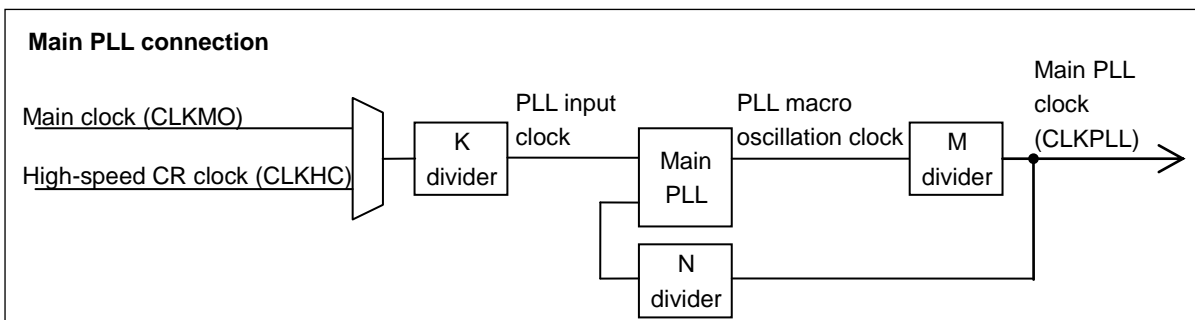 Main PLL connection
Main clock (CLKMO)
High-speed CR clock (CLKHC)
K
divider
PLL input
clock
Main
PLL
PLL macro
oscillation clock
M
divider
Main PLL
clock
(CLKPLL)
N
divider